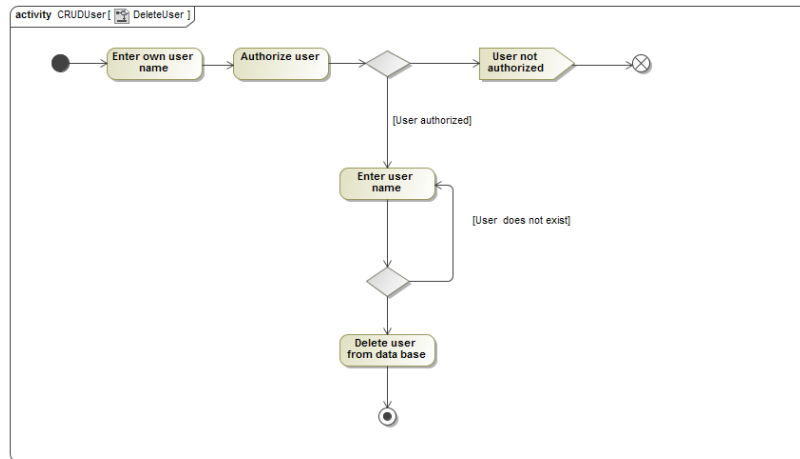 activity CRUDUser [ DeleteUser ]
Enter own user
name
Authorize user
User not
authorized
[User authorized]
Enter user
name
[User does not exist]
Delete user
from data base